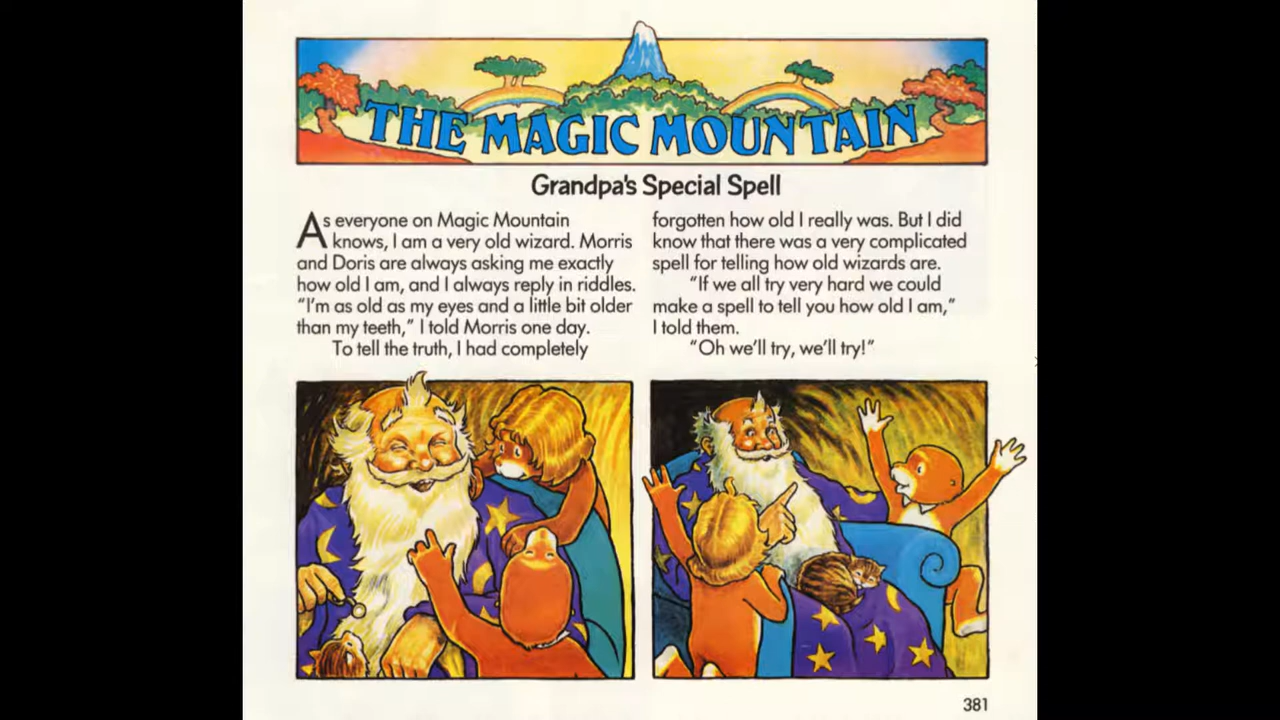 THE MAGIC MOUNTAIN
Grandpa's Special Spell
As everyone on Magic Mountain
knows, I am a very old wizard. Morris
and Doris are always asking me exactly
how old I am, and I always reply in riddles.
“I'm as old as my eyes and a little bit older
than my teeth,” I told Morris one day.
To tell the truth, I had completely
forgotten how old I really was. But I did
know that there was a very complicated
spell for telling how old wizards are.
“If we all try very hard we could
make a spell to tell you how old I am,”
I told them.
“Oh we'll try, we'll try!”
381